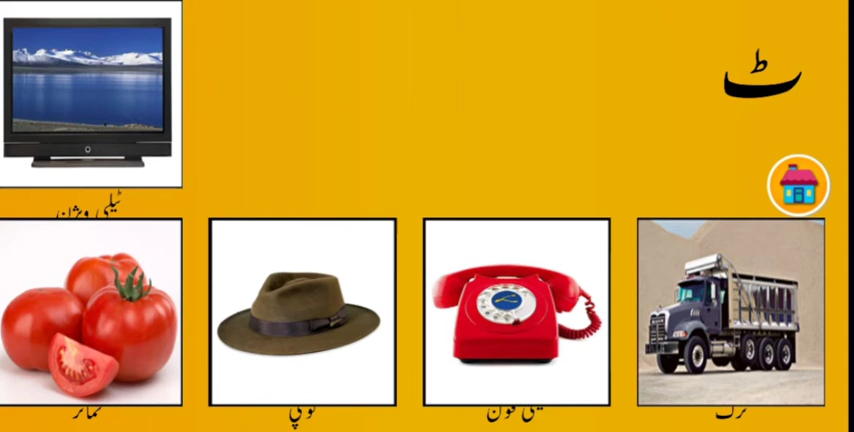 ٹ
ٹیلی ویژن
ٹرک
ٹیلی فون
ٹوپی
ٹماٹر